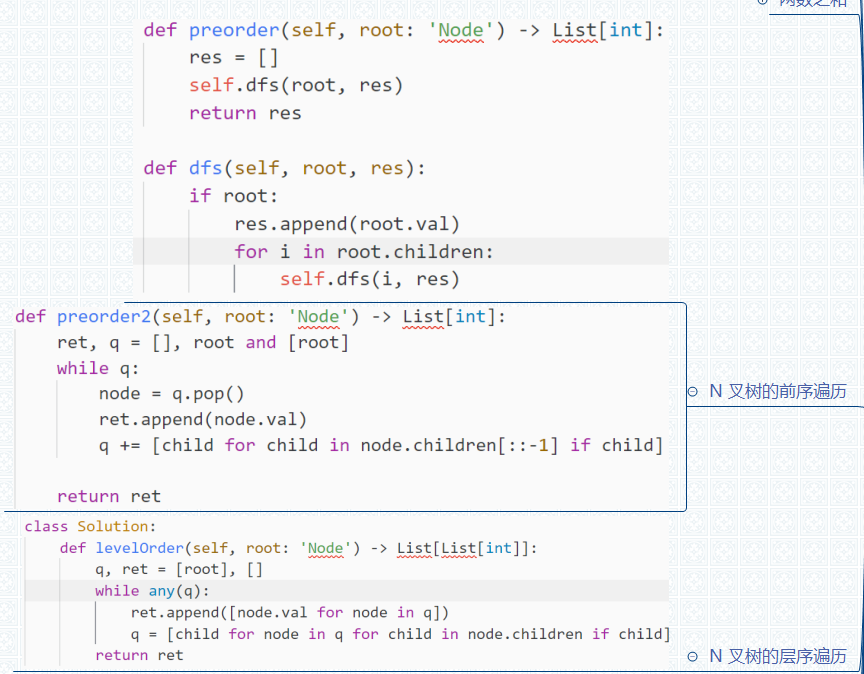 两数之和
def preorder(self, root: 'Node') -> List[int]:
    res = []
    self.dfs(root, res)
    return res
def dfs(self, root, res):
    if root:
        res.append(root.val)
        for i in root.children:
            self.dfs(i, res)
def preorder2(self, root: 'Node') -> List[int]:
    ret, q = [], root and [root]
    while q:
        node = q.pop()
        ret.append(node.val)
        q += [child for child in node.children[::-1] if child]
    return ret
N 叉树的前序遍历
class Solution:
    def levelOrder(self, root: 'Node') -> List[List[int]]:
        q, ret = [root], []
        while any(q):
            ret.append([node.val for node in q])
            q = [child for node in q for child in node.children if child]
        return ret
N 叉树的层序遍历